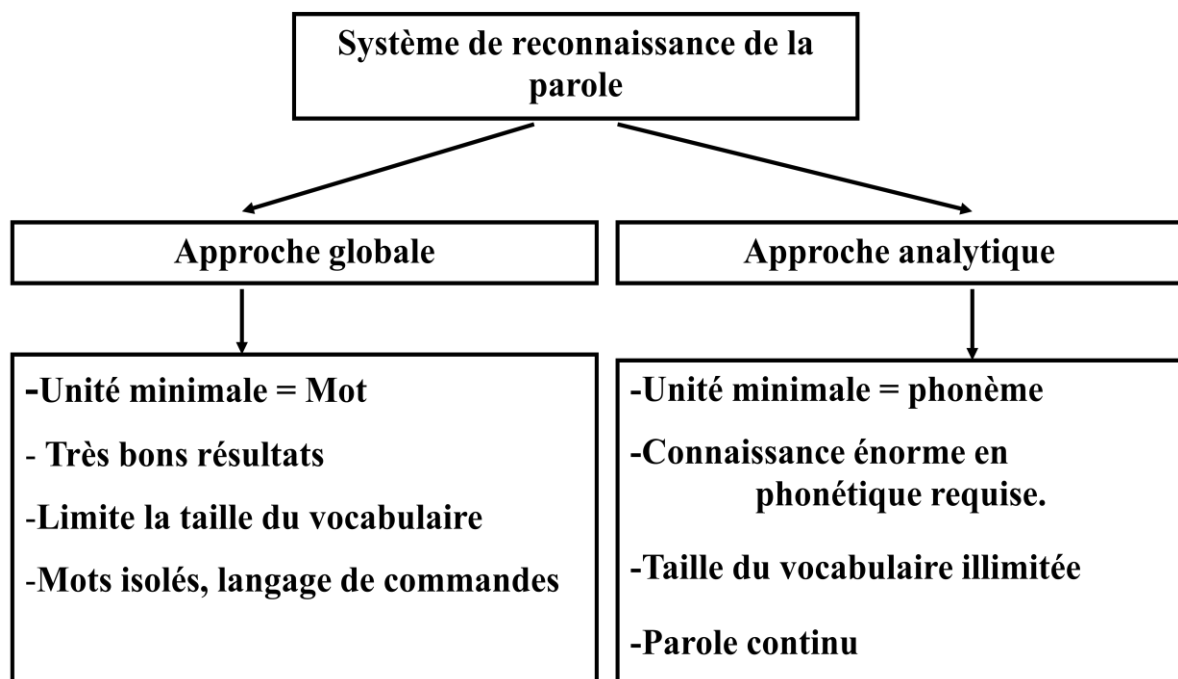 Système de reconnaissance de la
parole
Approche globale
Approche analytique
-Unité minimale = Mot
- Très bons résultats
-Limite la taille du vocabulaire
-Mots isolés, langage de commandes
-Unité minimale = phonème
-Connaissance énorme en
phonétique requise.
-Taille du vocabulaire illimitée
-Parole continu